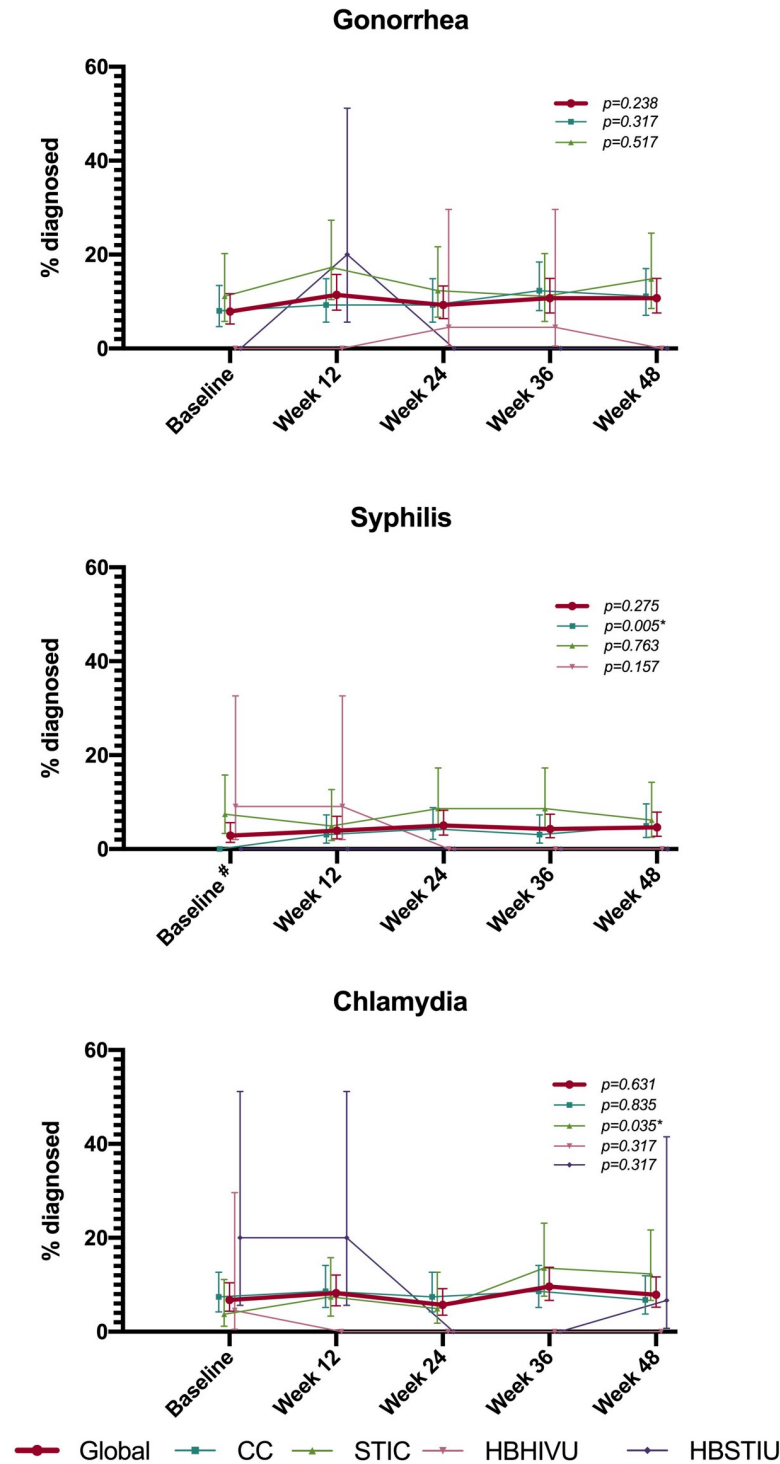 Gonorrhea
60
40
20
0
% diagnosed
p=0.238
p=0.317
p=0.517
Baseline
Week 12
Week 24
Week 36
Week 48
Syphilis
60
40
20
0
% diagnosed
p=0.275
p=0.005*
p=0.763
p=0.157
Baseline #
Week 12
Week 24
Week 36
Week 48
Chlamydia
60
40
20
0
% diagnosed
p=0.631
p=0.835
p=0.035*
p=0.317
p=0.317
Baseline
Week 12
Week 24
Week 36
Week 48
Global CC STIC HBHIVU HBSTIU